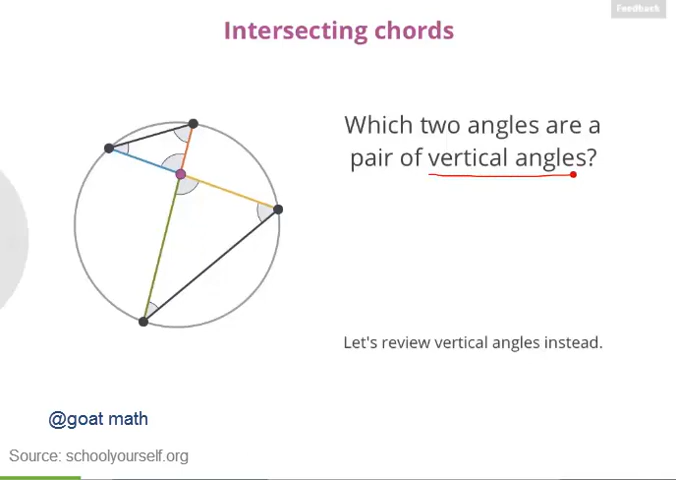 Feedback
Intersecting chords
Which two angles are a
pair of vertical angles?
Let's review vertical angles instead.
@goat math
Source: schoolyourself.org